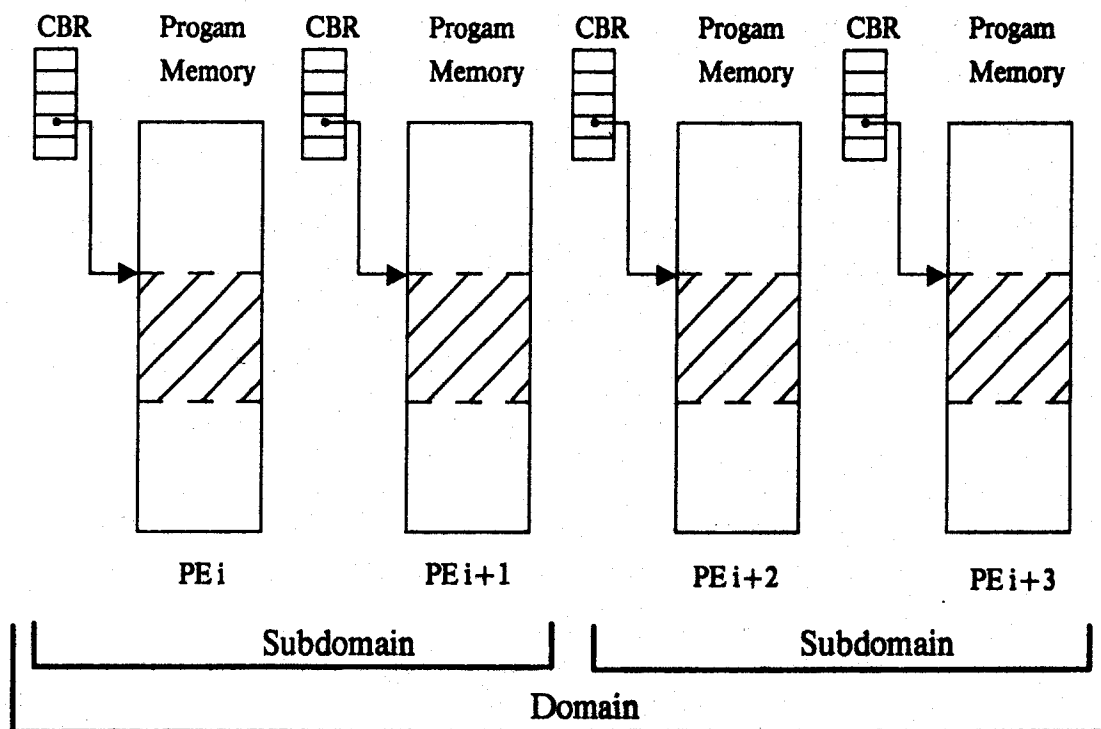 CBR Progam CBR Progam CBR Progam CBR Progam
Memory Memory Memory Memory
PE i PE i+1 PE i+2 PE i+3
Subdomain Subdomain
Domain